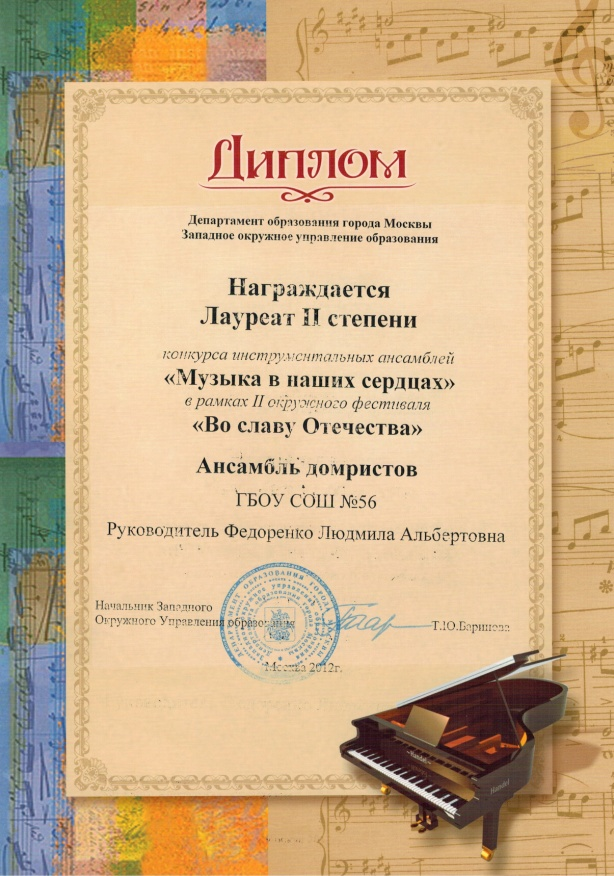 Диплом
Департамент образования города Москвы
Западное окружное управление образования
Награждается
Лауреат II степени
конкурса инструментальных ансамблей
«Музыка в наших сердцах»
в рамках II окружного фестиваля
«Во славу Отечества»
Ансамбль домристов
ГБОУ СОШ №56
Руководитель Федоренко Людмила Альбертовна
Начальник Западного
Окружного Управления образования
Т.Ю.Баринова
Москва 2012г.
Handel